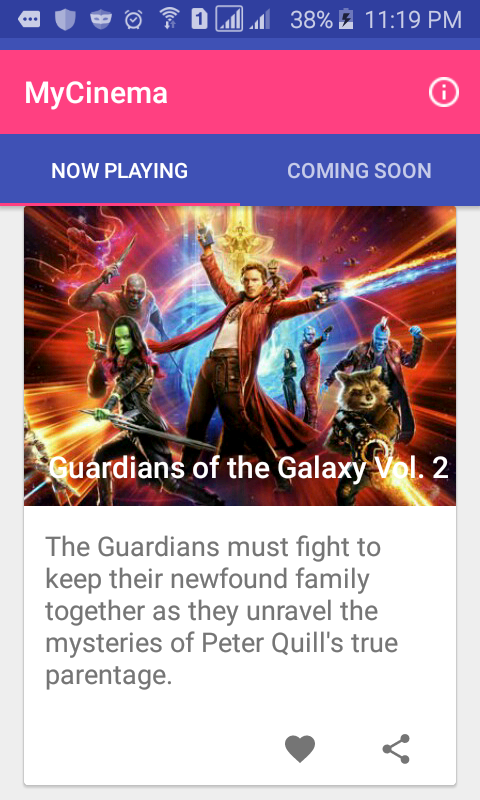 1 38% 11:19 PM
MyCinema
NOW PLAYING COMING SOON
Guardians of the Galaxy Vol. 2
The Guardians must fight to
keep their newfound family
together as they unravel the
mysteries of Peter Quill's true
parentage.